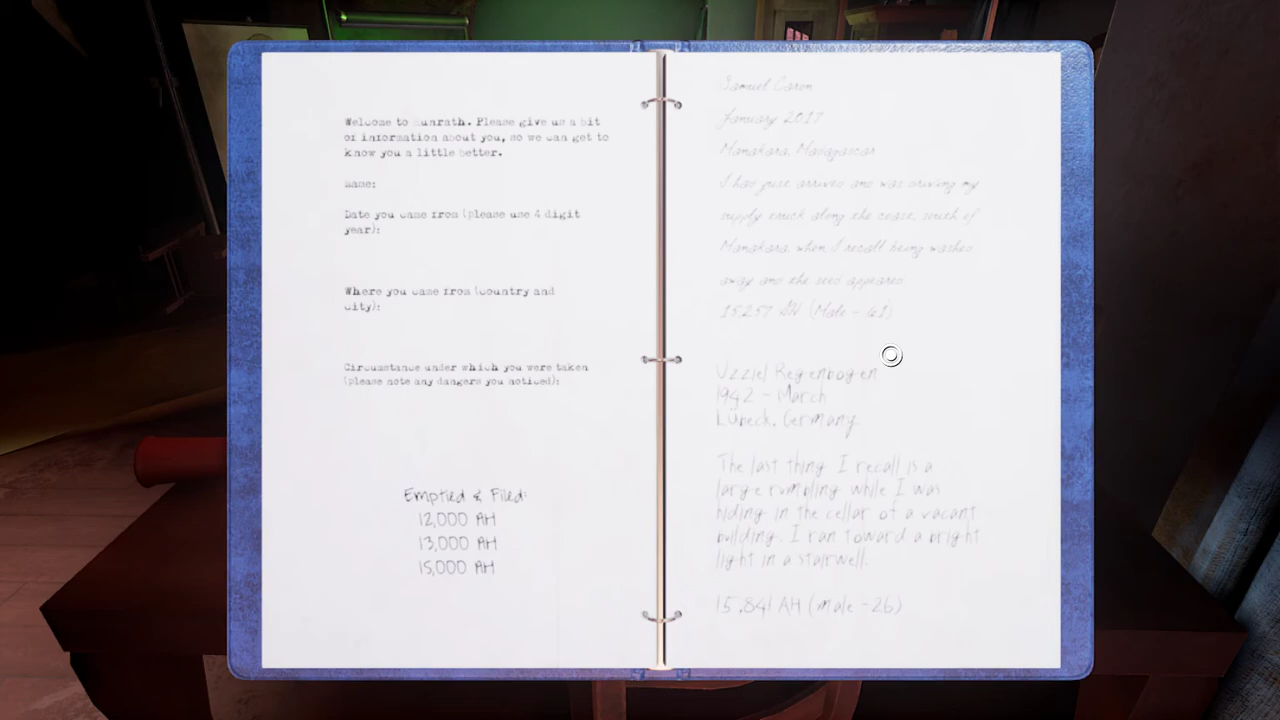 Welcome to Hunrath. Please give us a bit
of information about you, so we can get to
know you a little better.
Name:
Date you came from (please use 4 digit
year):
Where you came from (Country and
City):
Circumstance under which you were taken
(please note any dangers you noticed):
Emptied & Filed:
12,000 AH
13,000 AH
15,000 AH
Samuel Caron
January 2017
Manakara, Madagascar
I had just arrived and was driving my
supply truck along the coast, south of
Manakara, when I recall being washed
away and the seed appeared
15257 (Male - 61)
Uzziel Regenbogen
1942 - March
Lübeck, Germany
The last thing I recall is a
large rumbling while I was
hiding in the cellar of a vacant
building. I ran toward a bright
light in a stairwell.
15,841 AH (male -26)